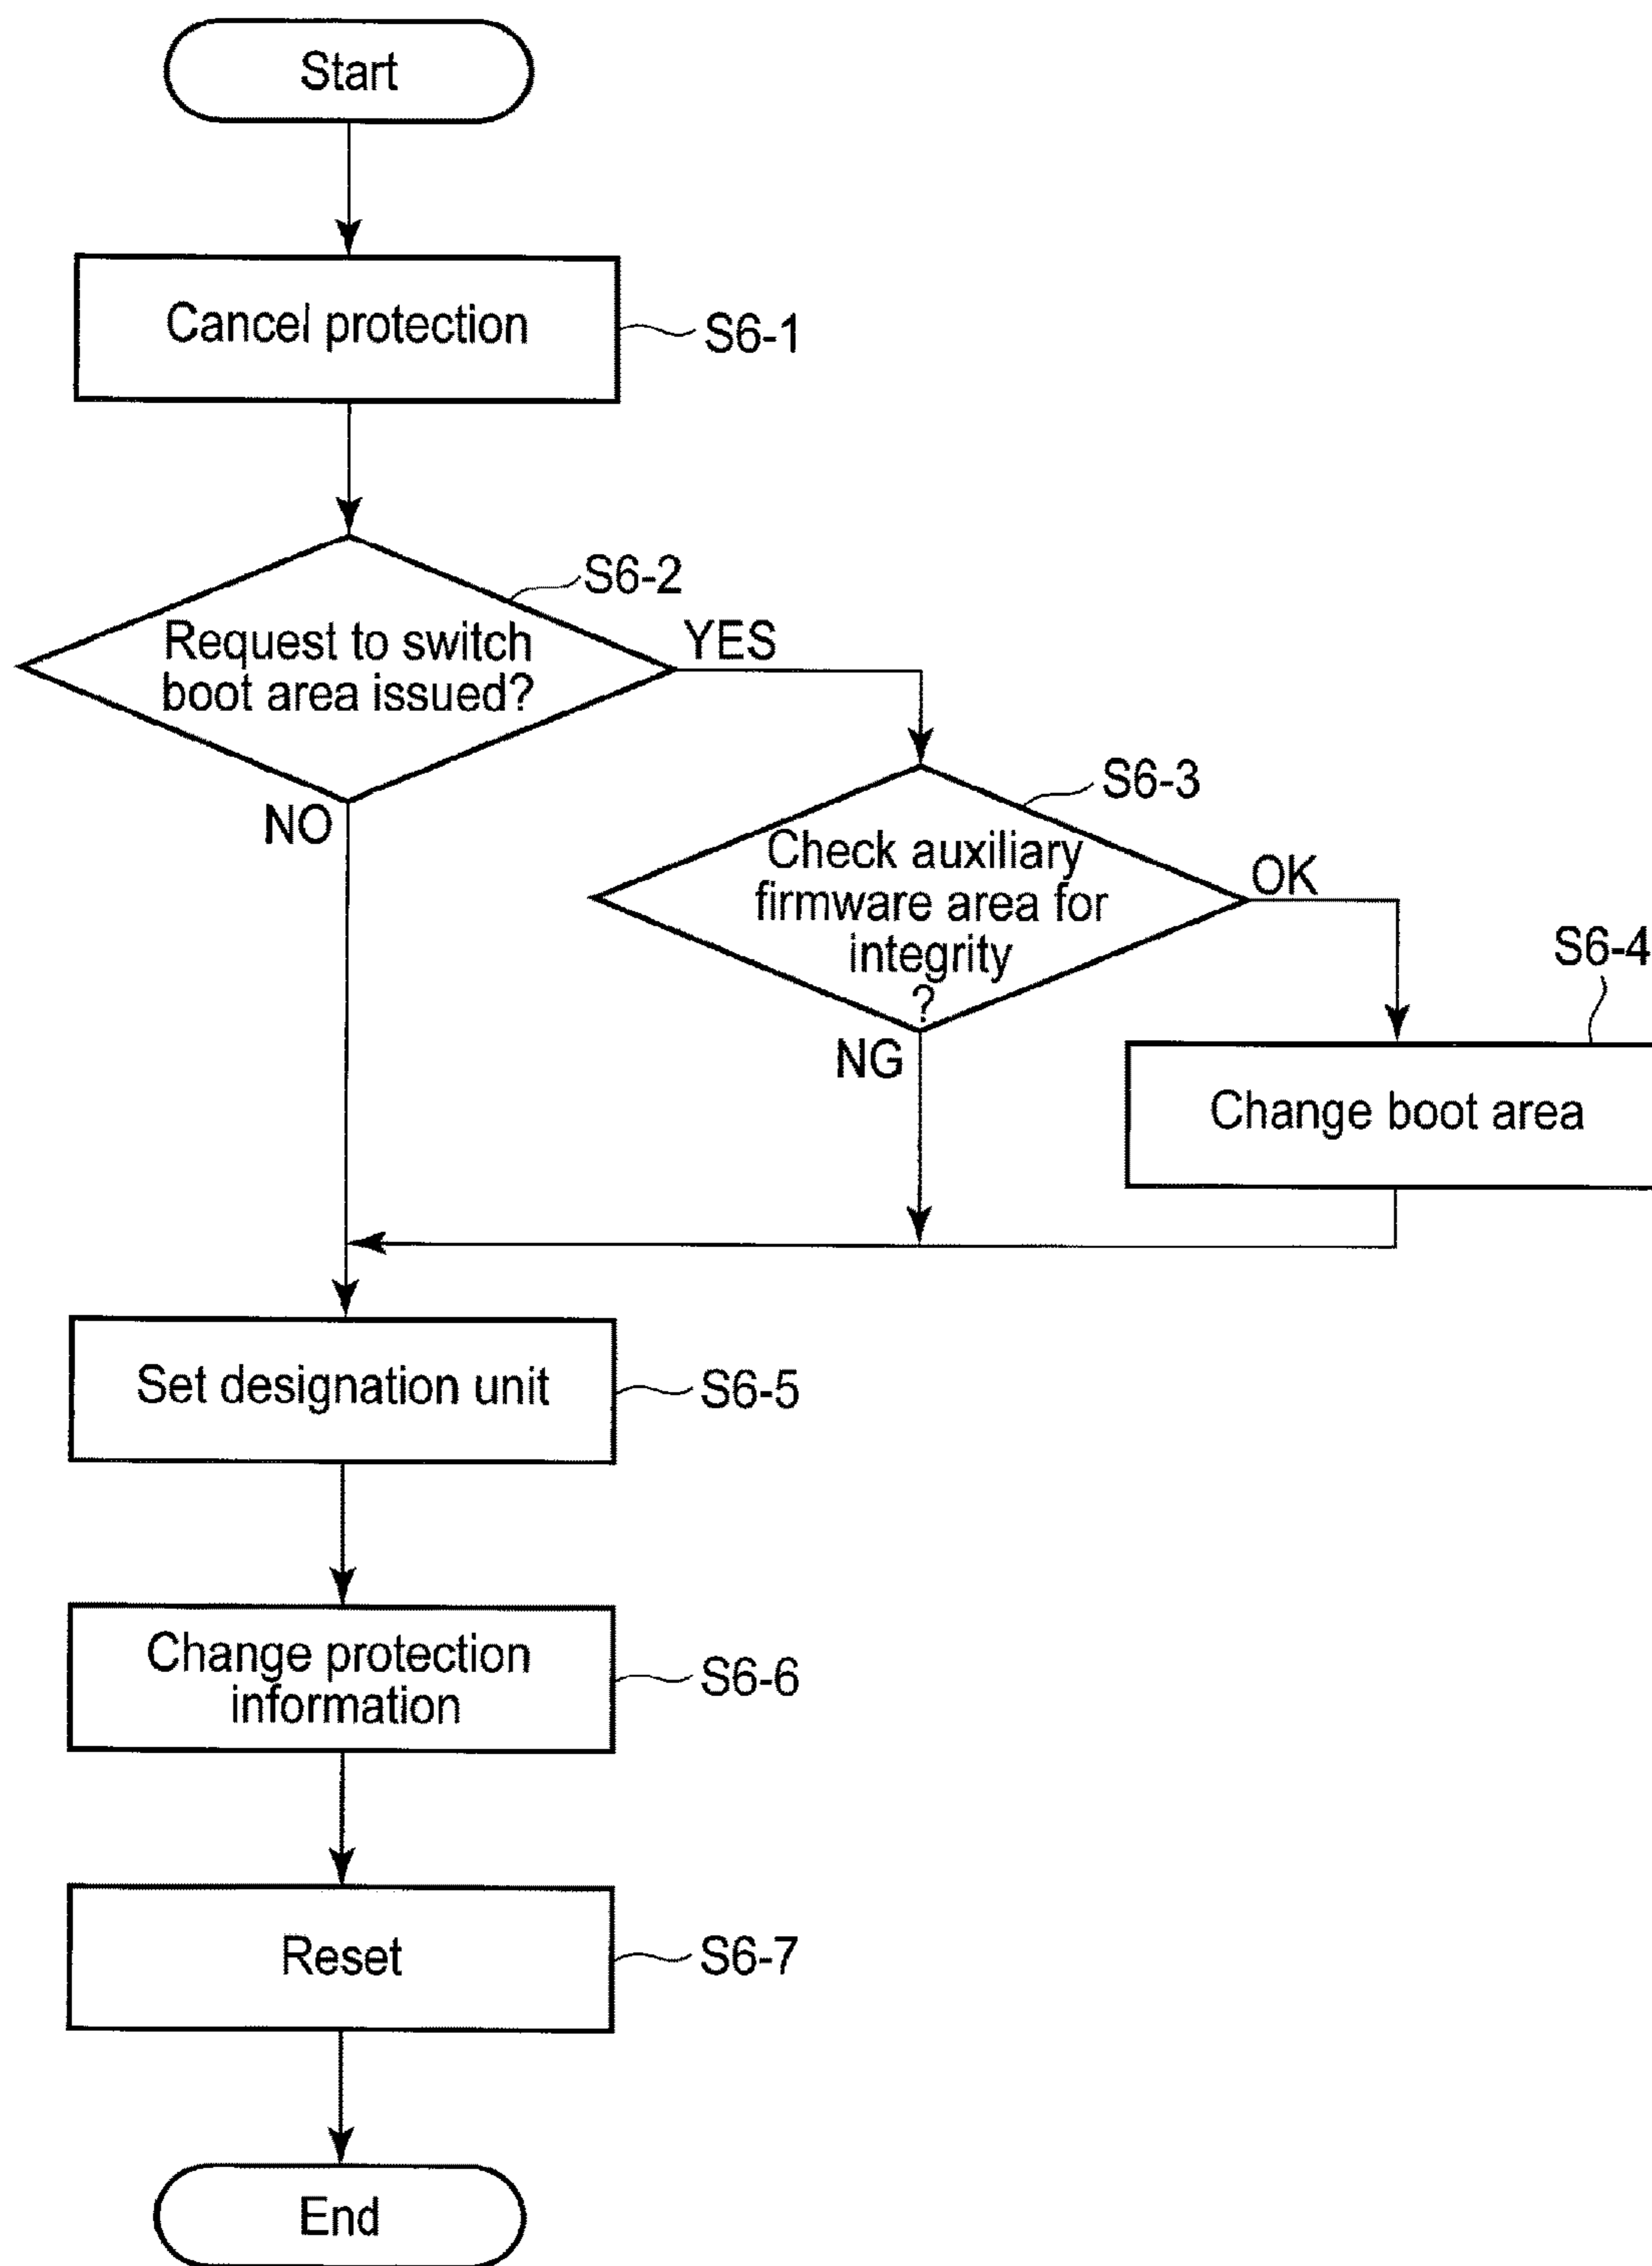 Start
Cancel protection
S6-1
S6-2
Request to switch
boot area issued?
YES
NO
S6-3
Check auxiliary
firmware area for
integrity
?
OK
NG
S6-4
Change boot area
Set designation unit
S6-5
Change protection
information
S6-6
Reset
S6-7
End